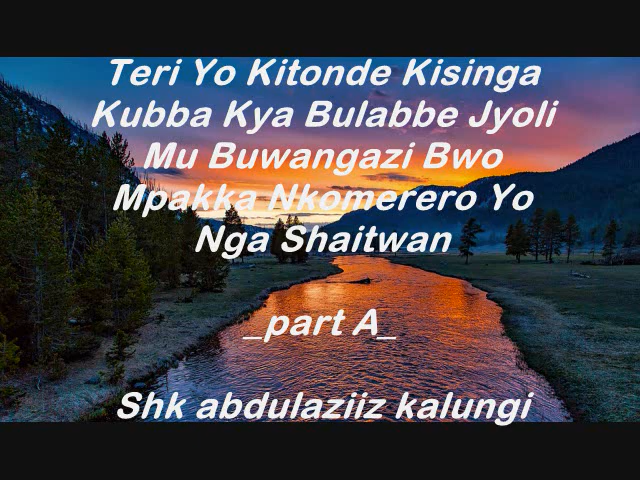 Teri Yo Kitonde Kisinga
Kubba Kya Bulabbe Jyoli
Mu Buwangazi Bwo
Mpakka Nkomerero Yo
Nga Shaitwan
_part A_
Shk abdulaziiz kalungi